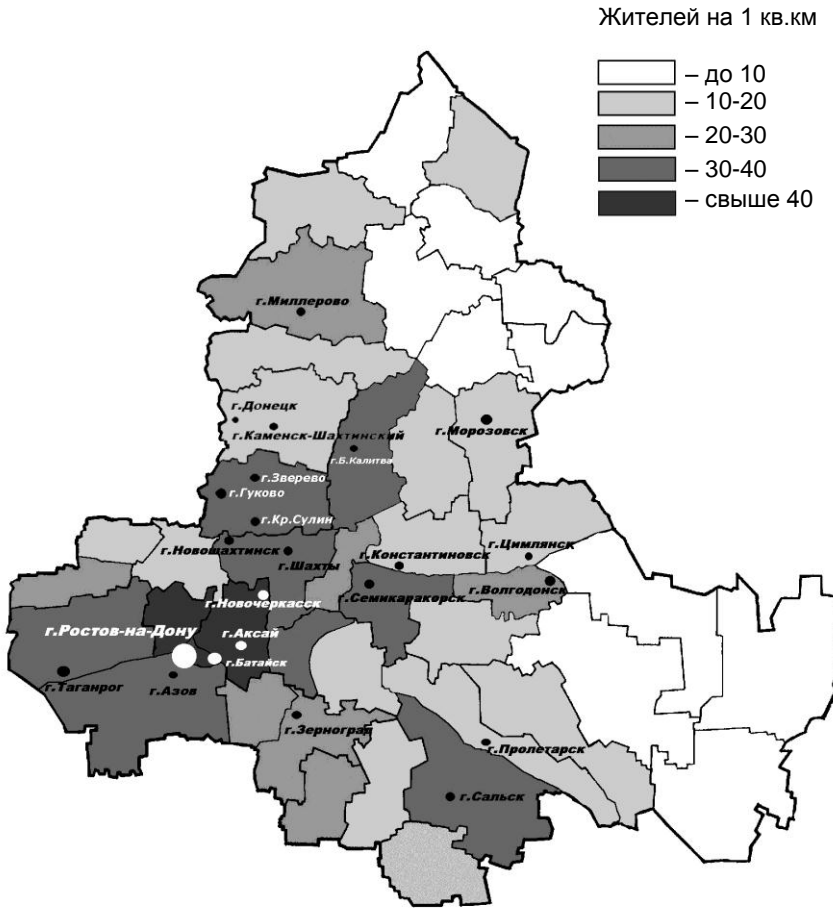 Жителей на 1 кв.км
– до 10
– 10-20
– 20-30
– 30-40
– свыше 40
г.Миллерово
г.Донецк
г.Каменск-Шахтинский
г.Морозовск
г.Б.Калитва
г.Зверево
г.Гуково
г.Кр.Сулин
г.Новошахтинск
г.Шахты
г.Константиновск
г.Цимлянск
г.Новочеркасск
г.Семикаракорск
г.Волгодонск
г.Ростов-на-Дону
г.Аксай
г.Батайск
г.Таганрог
г.Азов
г.Зерноград
г.Пролетарск
г.Сальск